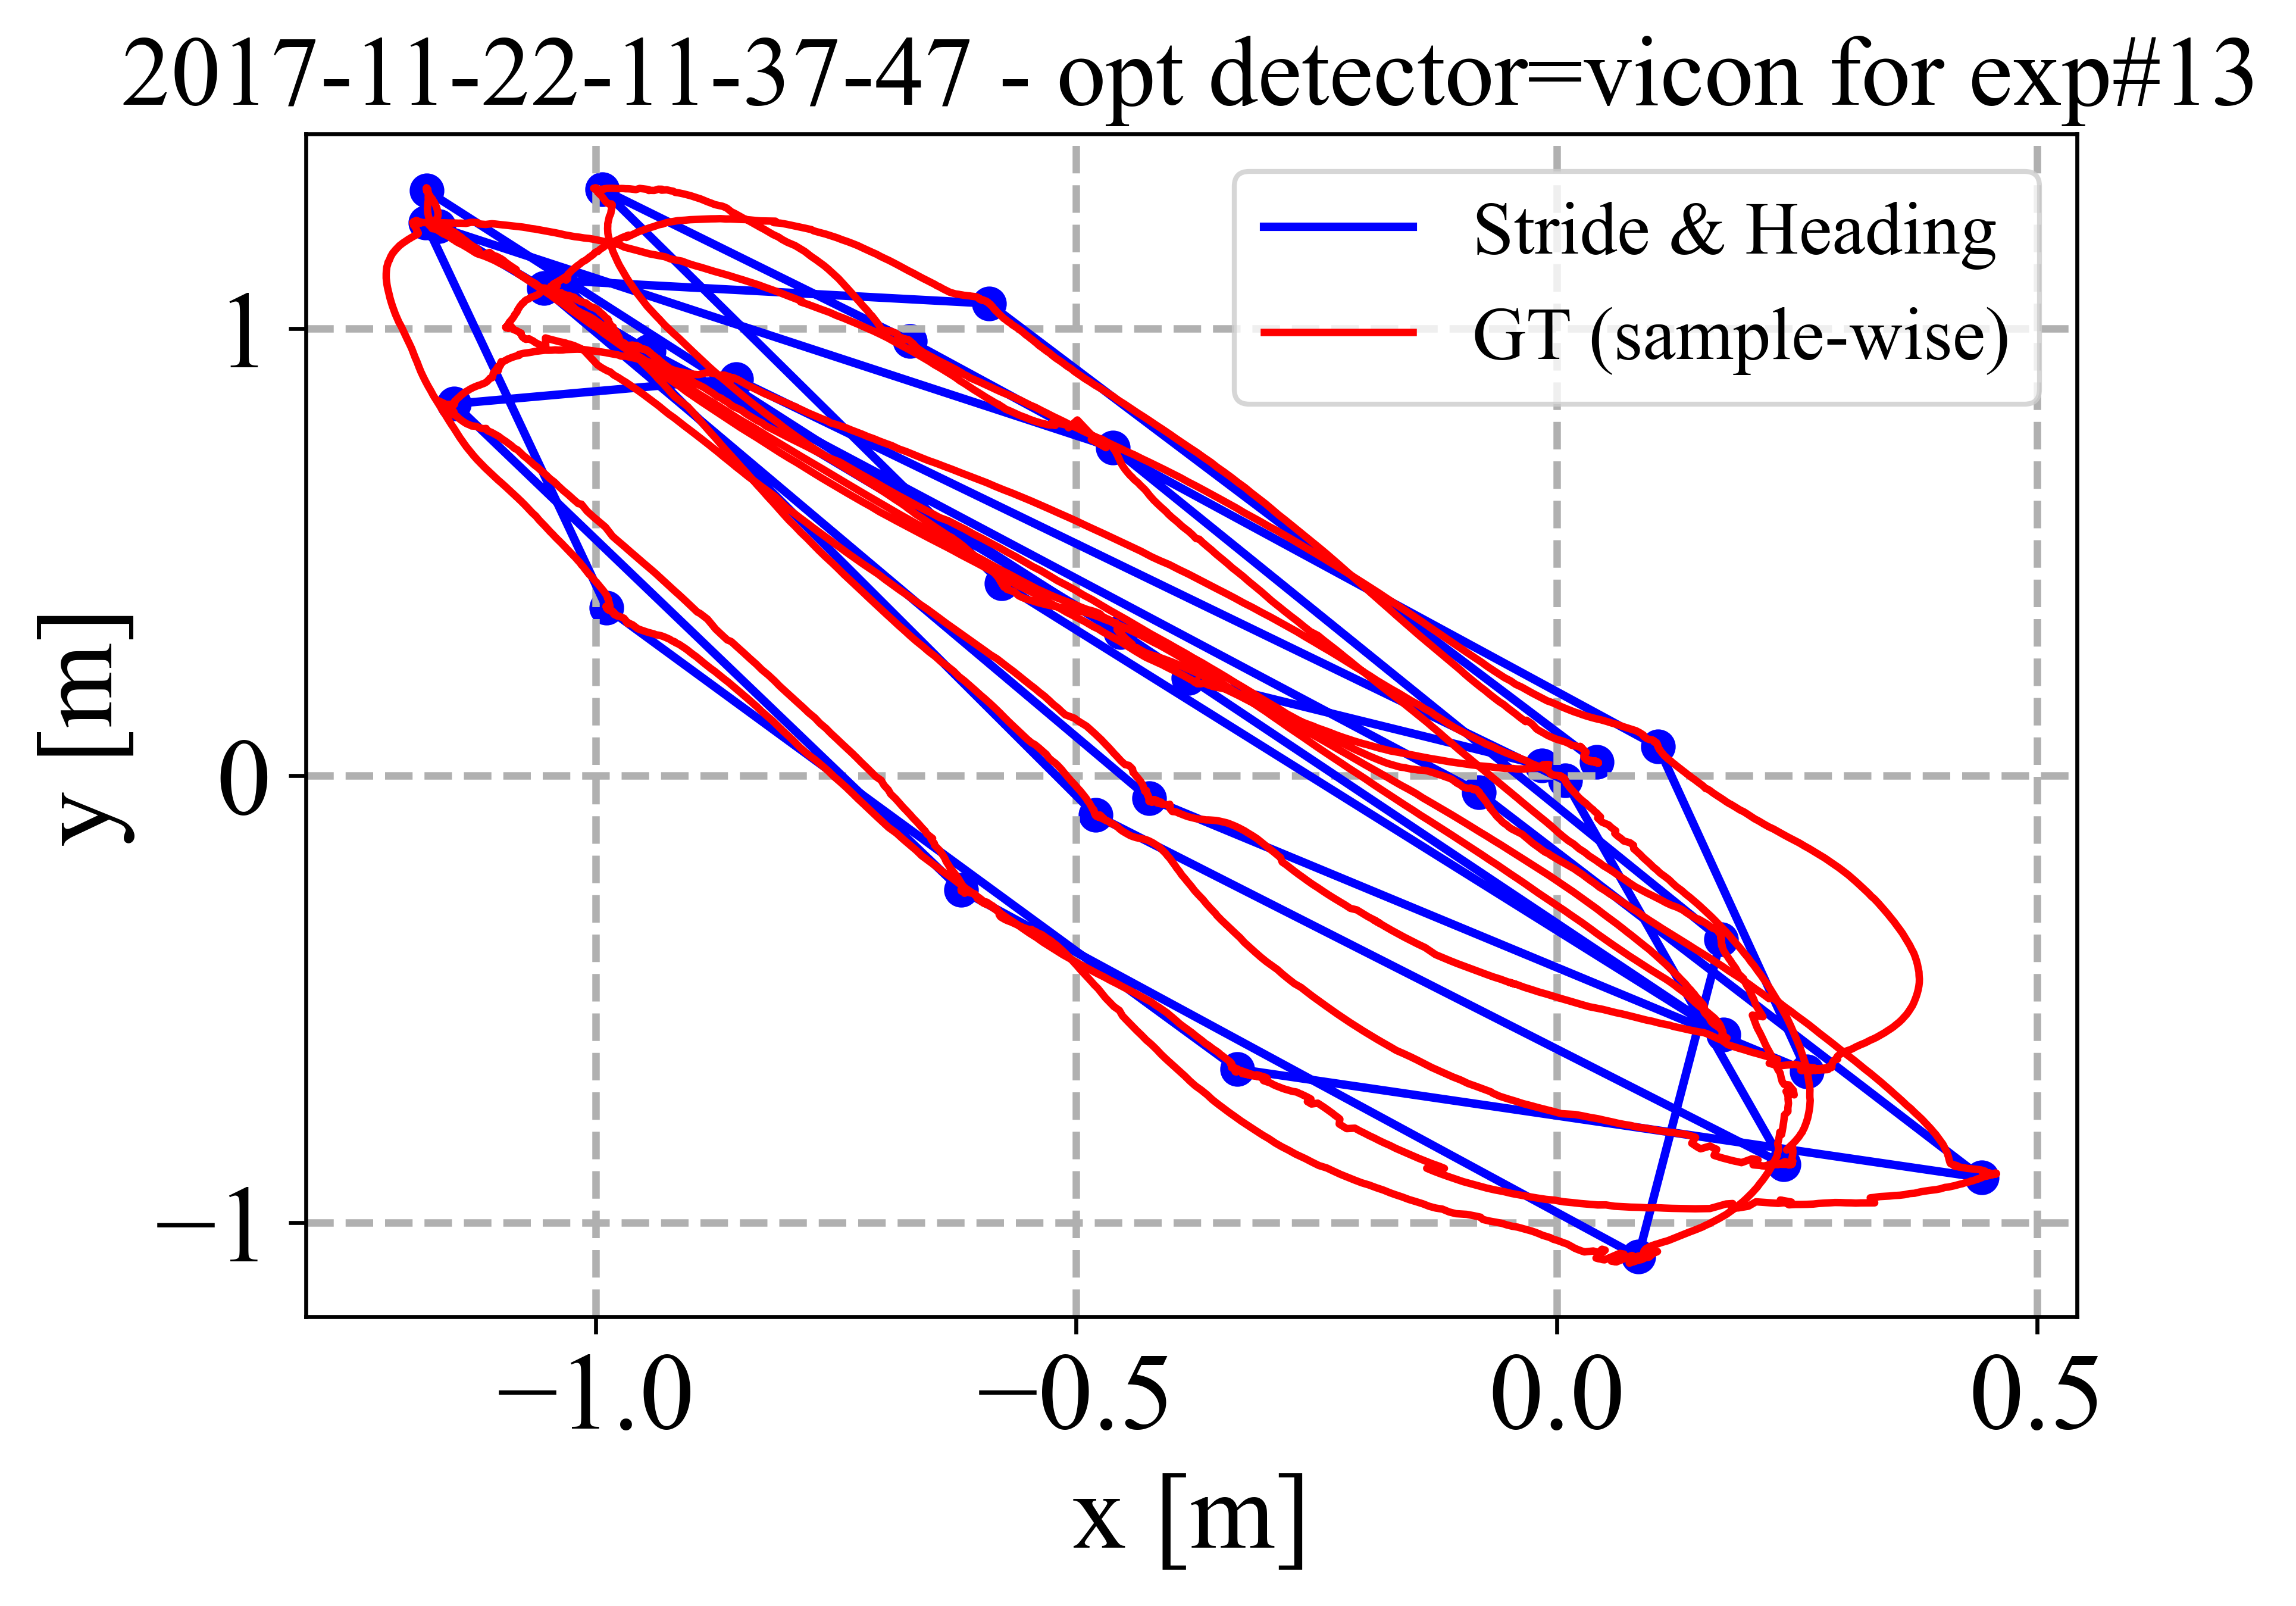 2017-11-22-11-37-47 - opt detector=vicon for exp#13
Stride & Heading
GT (sample-wise)
1
0
−1
y [m]
−1.0
−0.5
0.0
0.5
x [m]